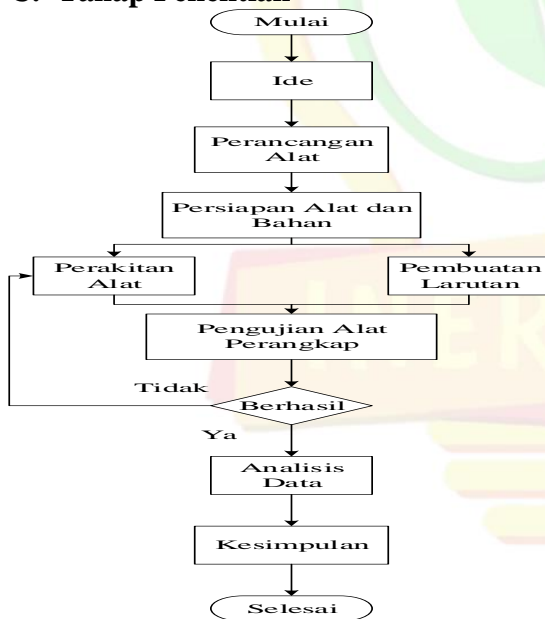 Mulai
Ide
Perancangan
Alat
Persiapan Alat dan
Bahan
Perakitan
Alat
Pembuatan
Larutan
Pengujian Alat
Perangkap
Tidak
Berhasil
Ya
Analisis
Data
Kesimpulan
Selesai